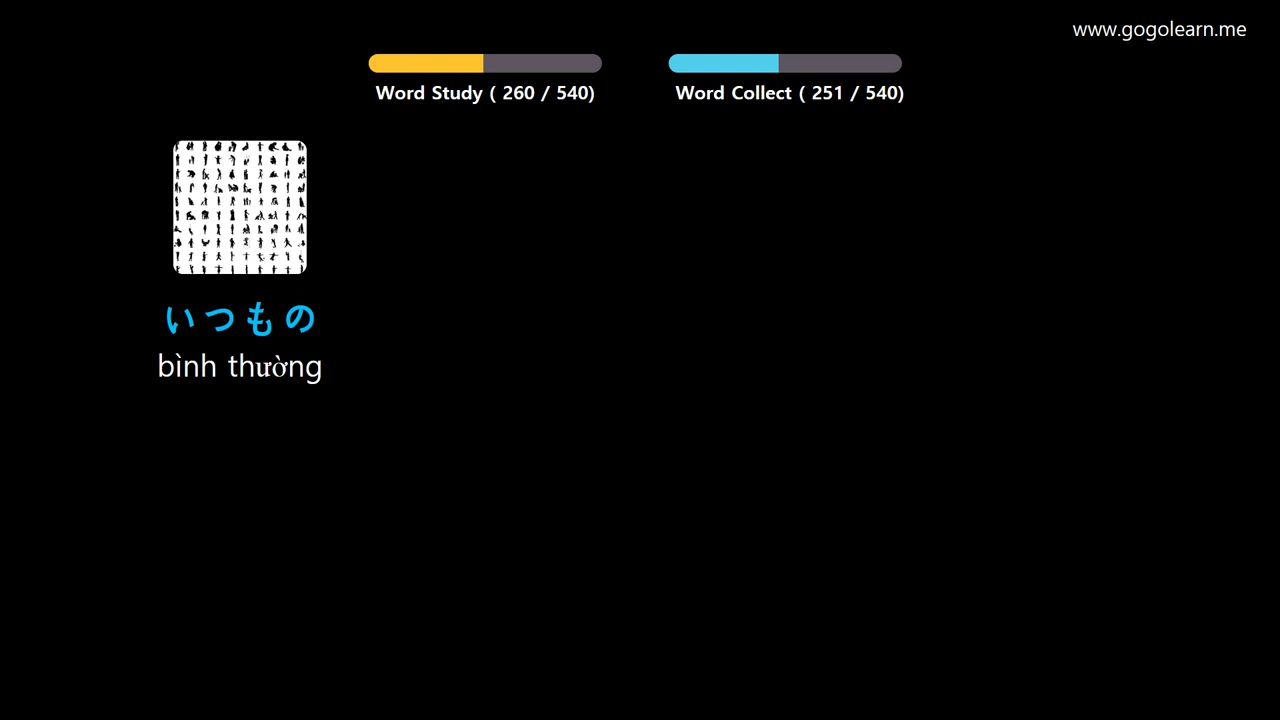 www.gogolearn.me
Word Study ( 260 / 540)
Word Collect ( 251 / 540)
いつもの
bình thường